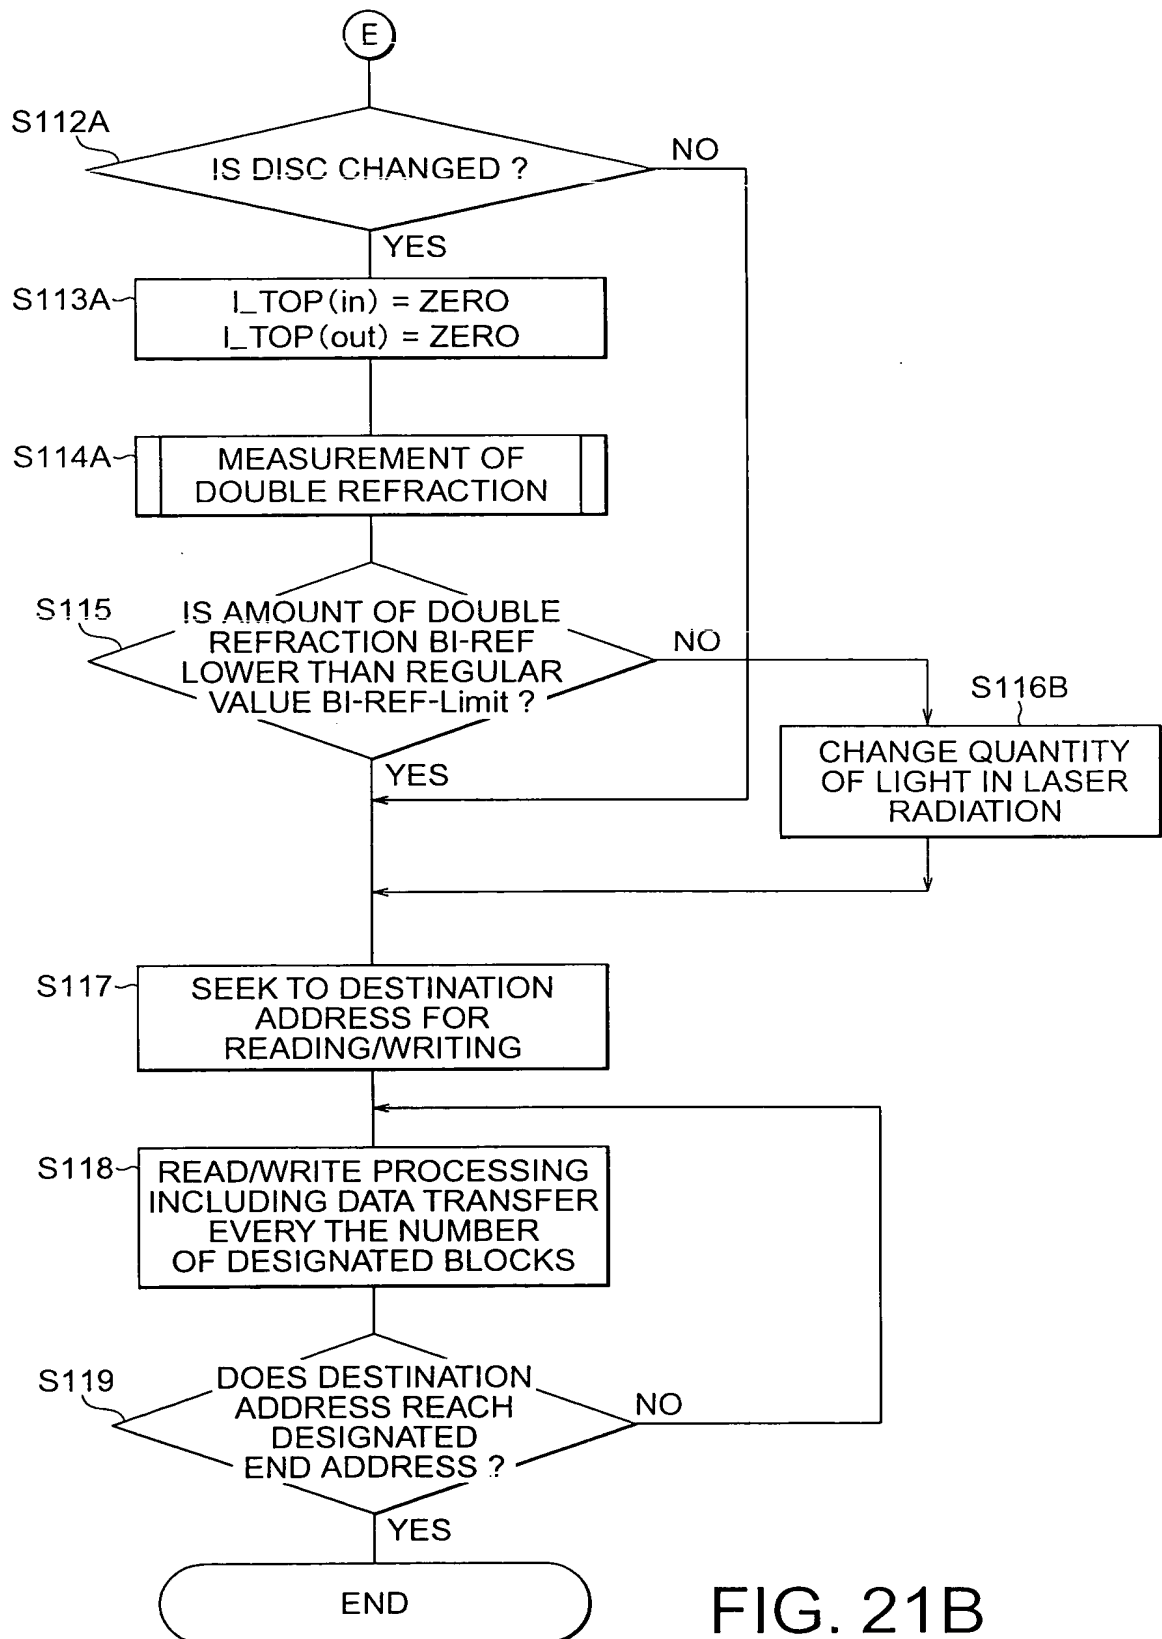 E
S112A
IS DISC CHANGED ?
NO
YES
S113A
I_TOP(in) = ZERO
I_TOP(out) = ZERO
S114A
MEASUREMENT OF
DOUBLE REFRACTION
S115
IS AMOUNT OF DOUBLE
REFRACTION BI-REF
LOWER THAN REGULAR
VALUE BI-REF-Limit ?
NO
YES
S116B
CHANGE QUANTITY
OF LIGHT IN LASER
RADIATION
S117
SEEK TO DESTINATION
ADDRESS FOR
READING/WRITING
S118
READ/WRITE PROCESSING
INCLUDING DATA TRANSFER
EVERY THE NUMBER
OF DESIGNATED BLOCKS
S119
DOES DESTINATION
ADDRESS REACH
DESIGNATED
END ADDRESS ?
NO
YES
END
FIG. 21B